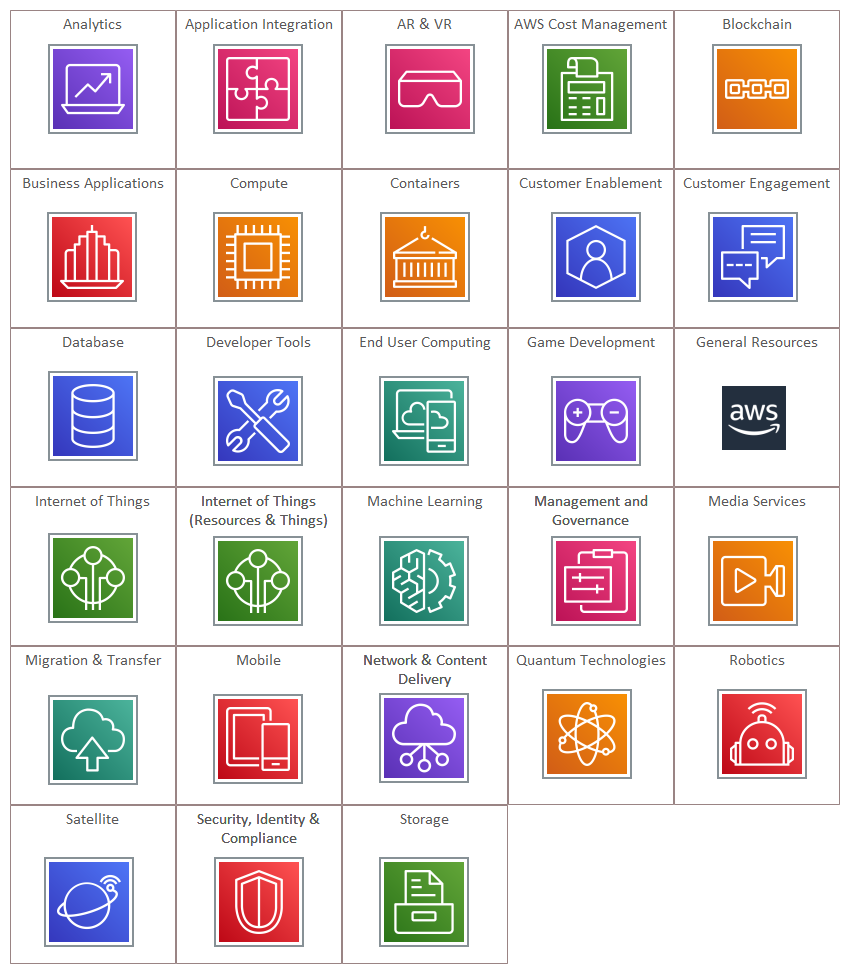 Analytics
Application Integration
AR & VR
AWS Cost Management
Blockchain
Business Applications
Compute
Containers
Customer Enablement
Customer Engagement
Database
Developer Tools
End User Computing
Game Development
General Resources
aws
Internet of Things
Internet of Things
(Resources & Things)
Machine Learning
Management and
Governance
Media Services
Migration & Transfer
Mobile
Network & Content
Delivery
Quantum Technologies
Robotics
Satellite
Security, Identity &
Compliance
Storage